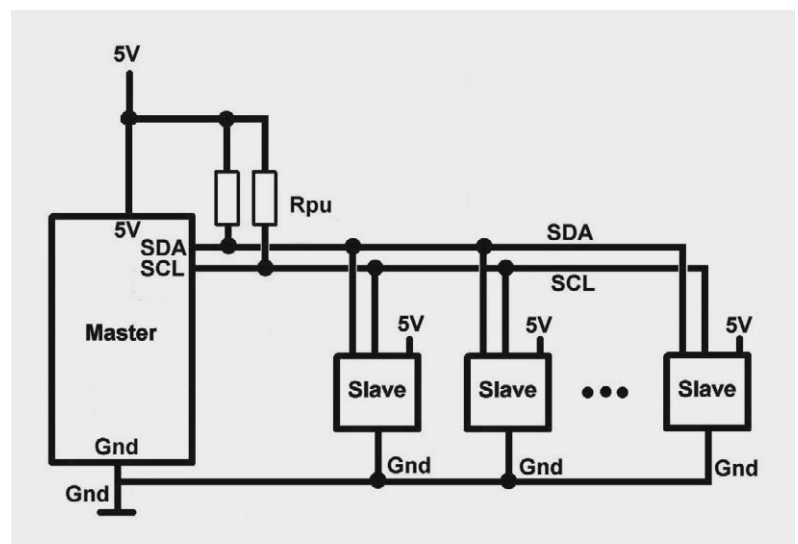 5V
Rpu
5V
SDA
SDA
SCL
SCL
5V
5V
5V
Master
Slave
Slave
Slave
Gnd
Gnd
Gnd
Gnd
Gnd